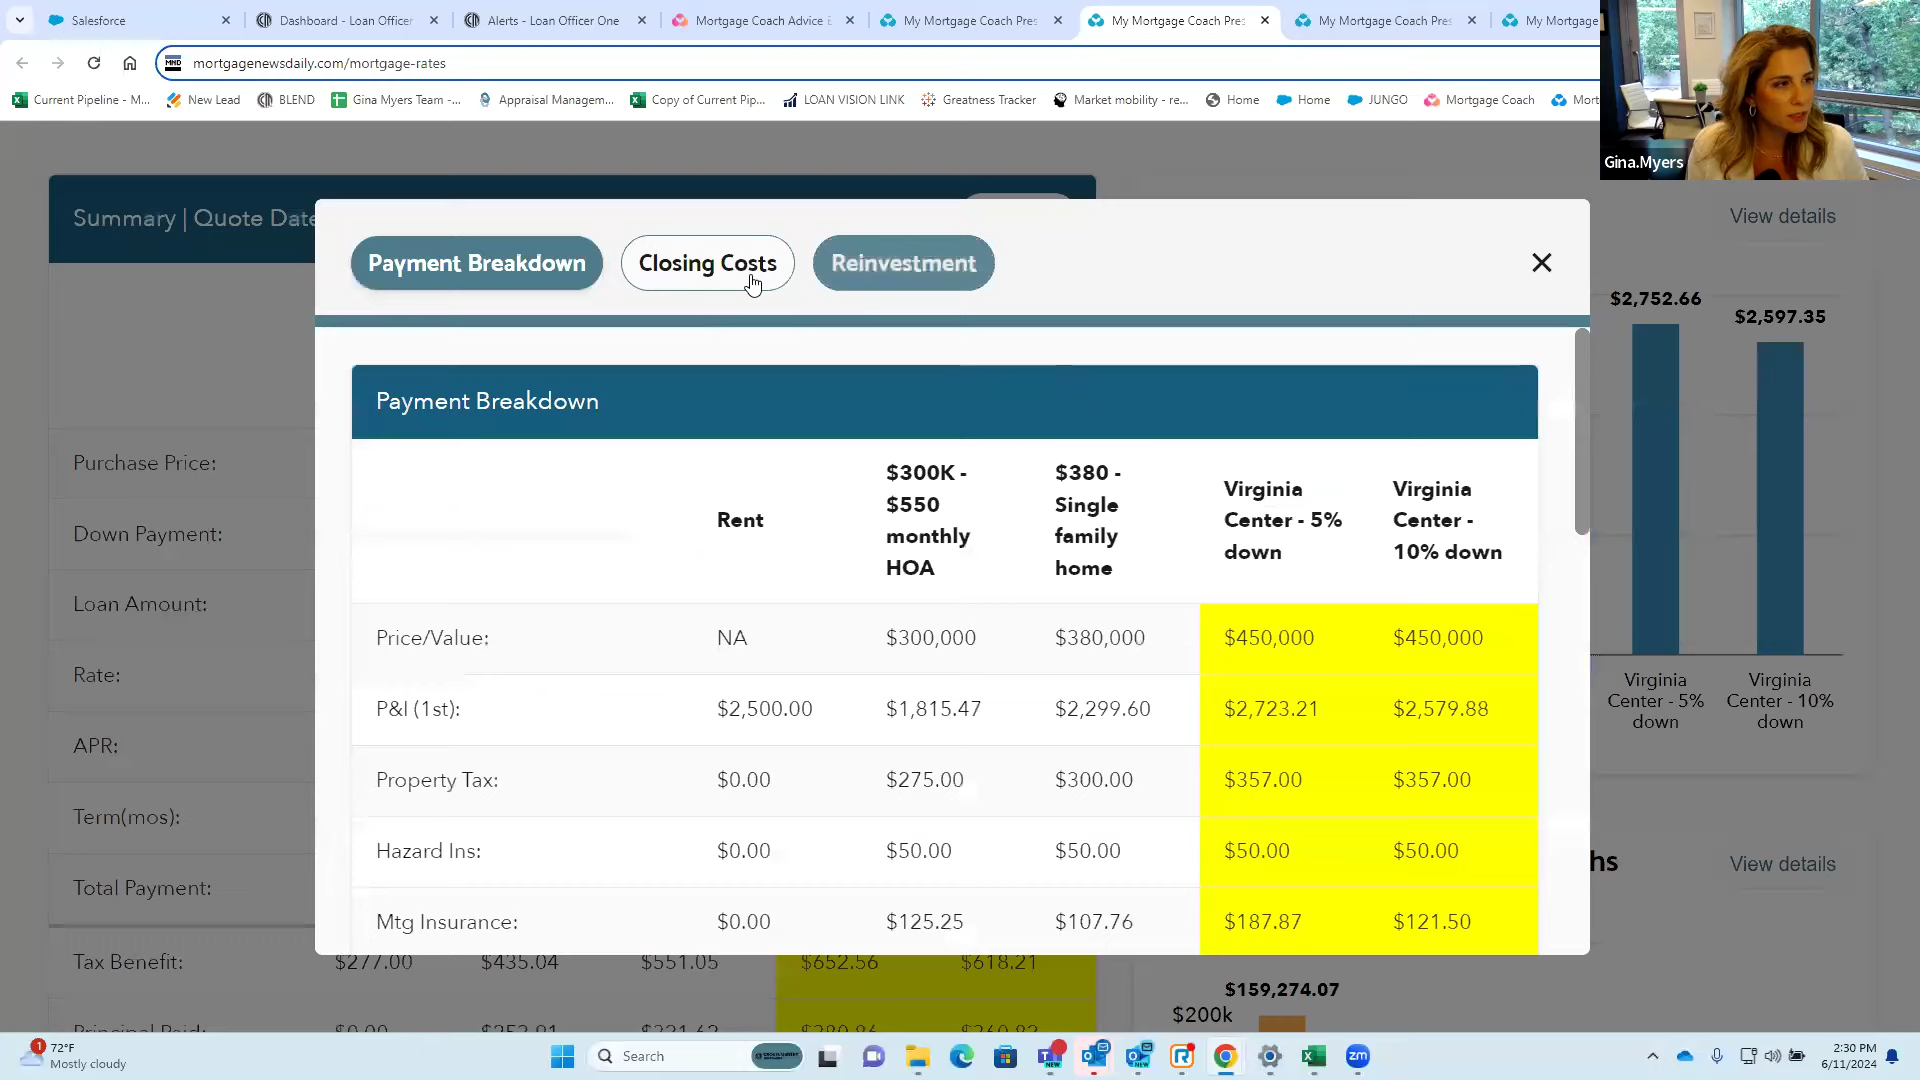 Salesforce
Dashboard - Loan Officer
Alerts - Loan Officer One
Mortgage Coach Advice E
My Mortgage Coach Pres
My Mortgage Coach Pres
My Mortgage Coach Pres
My Mortgage
mortgagenewsdaily.com/mortgage-rates
Current Pipeline - M...
New Lead
BLEND
Gina Myers Team -...
Appraisal Managem...
Copy of Current Pip...
LOAN VISION LINK
Greatness Tracker
Market mobility - re...
Home
Home
JUNGO
Mortgage Coach
Mort
Gina.Myers
Summary | Quote Date
View details
Payment Breakdown
Closing Costs
Reinvestment
Payment Breakdown
Rent
$300K -
$550
monthly
HOA
$380 -
Single
family
home
Virginia
Center - 5%
down
Virginia
Center -
10% down
Price/Value: NA $300,000 $380,000 $450,000 $450,000
P&I (1st): $2,500.00 $1,815.47 $2,299.60 $2,723.21 $2,579.88
Property Tax: $0.00 $275.00 $300.00 $357.00 $357.00
Hazard Ins: $0.00 $50.00 $50.00 $50.00 $50.00
Mtg Insurance: $0.00 $125.25 $107.76 $187.87 $121.50
Purchase Price:
Down Payment:
Loan Amount:
Rate:
APR:
Term(mos):
Total Payment:
Tax Benefit: $277.00 $435.04 $551.05 $652.56 $618.21
Principal Paid: $0.00
$2,752.66
$2,597.35
Virginia
Center - 5%
down
Virginia
Center - 10%
down
hs
View details
$159,274.07
$200k
1
72°F
Mostly cloudy
Search
NEW
NEW
zm
2:30 PM
6/11/2024